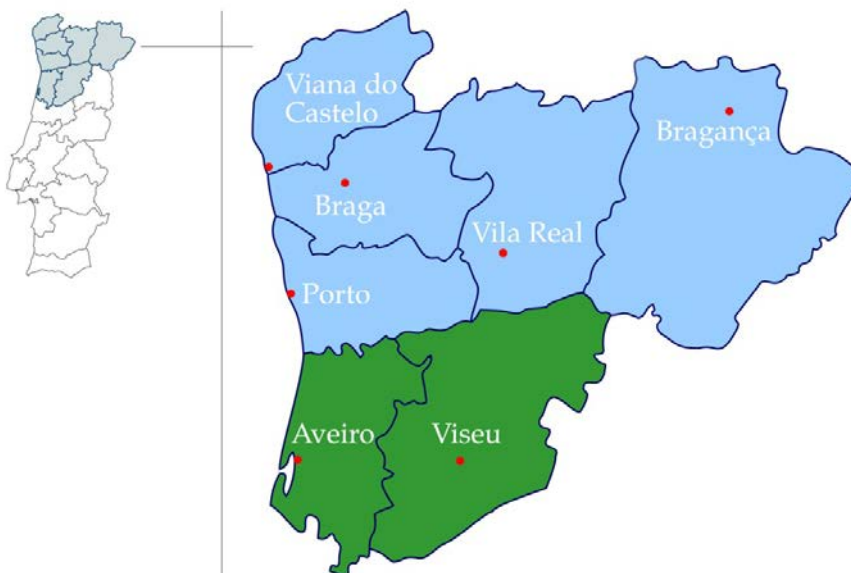 Viana do
Castelo
Bragança
Braga
Vila Real
Porto
Aveiro
Viseu